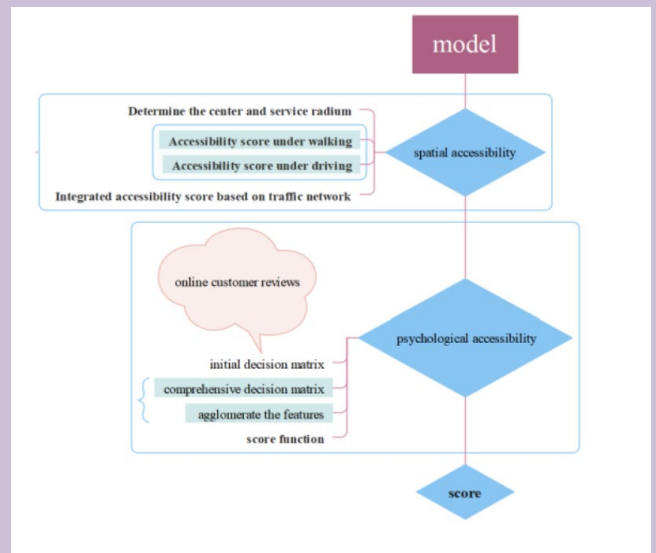 model
Determine the center and service radium
Accessibility score under walking
Accessibility score under driving
Integrated accessibility score based on traffic network
spatial accessibility
online customer reviews
psychological accessibility
initial decision matrix
comprehensive decision matrix
agglomerate the features
score function
score